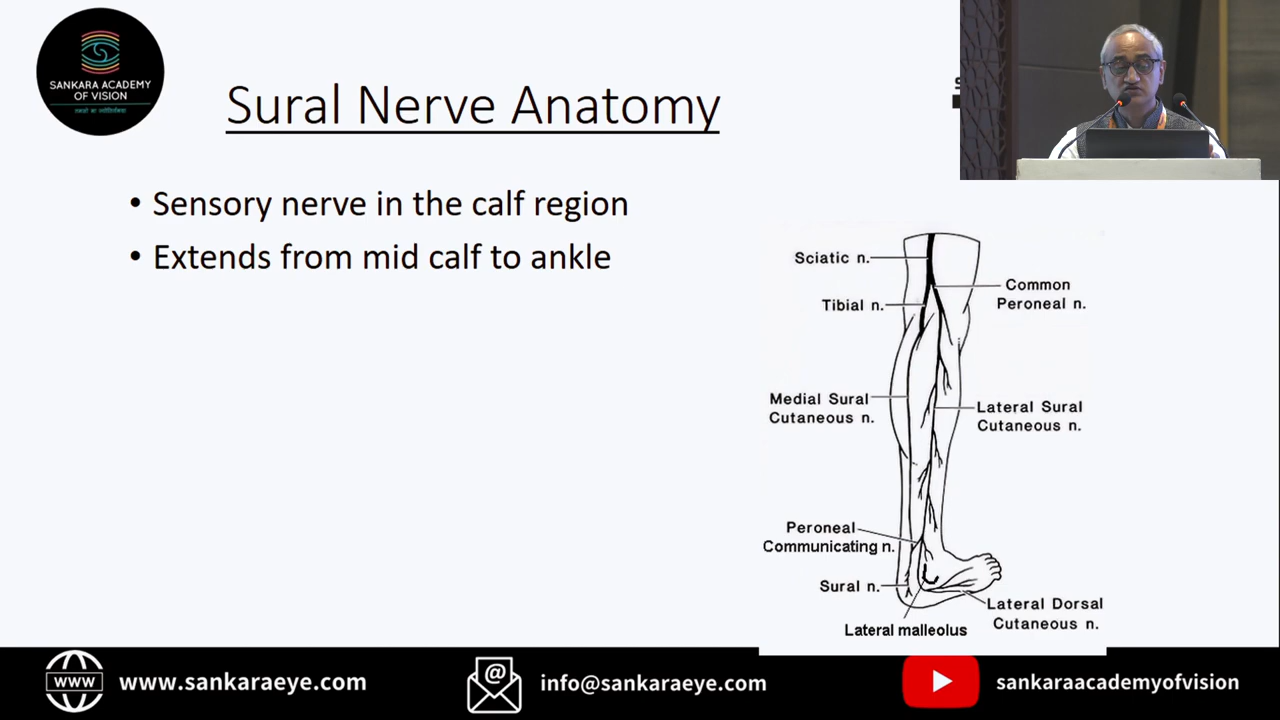 SANKARA ACADEMY
OF VISION
Sural Nerve Anatomy
• Sensory nerve in the calf region
• Extends from mid calf to ankle
Sciatic n.
Common
Peroneal n.
Tibial n.
Medial Sural
Cutaneous n.
Lateral Sural
Cutaneous n.
Peroneal
Communicating n.
Sural n.
Lateral Dorsal
Cutaneous n.
Lateral malleolus
WWW
www.sankaraeye.com
@
info@sankaraeye.com
sankaraacademyofvision